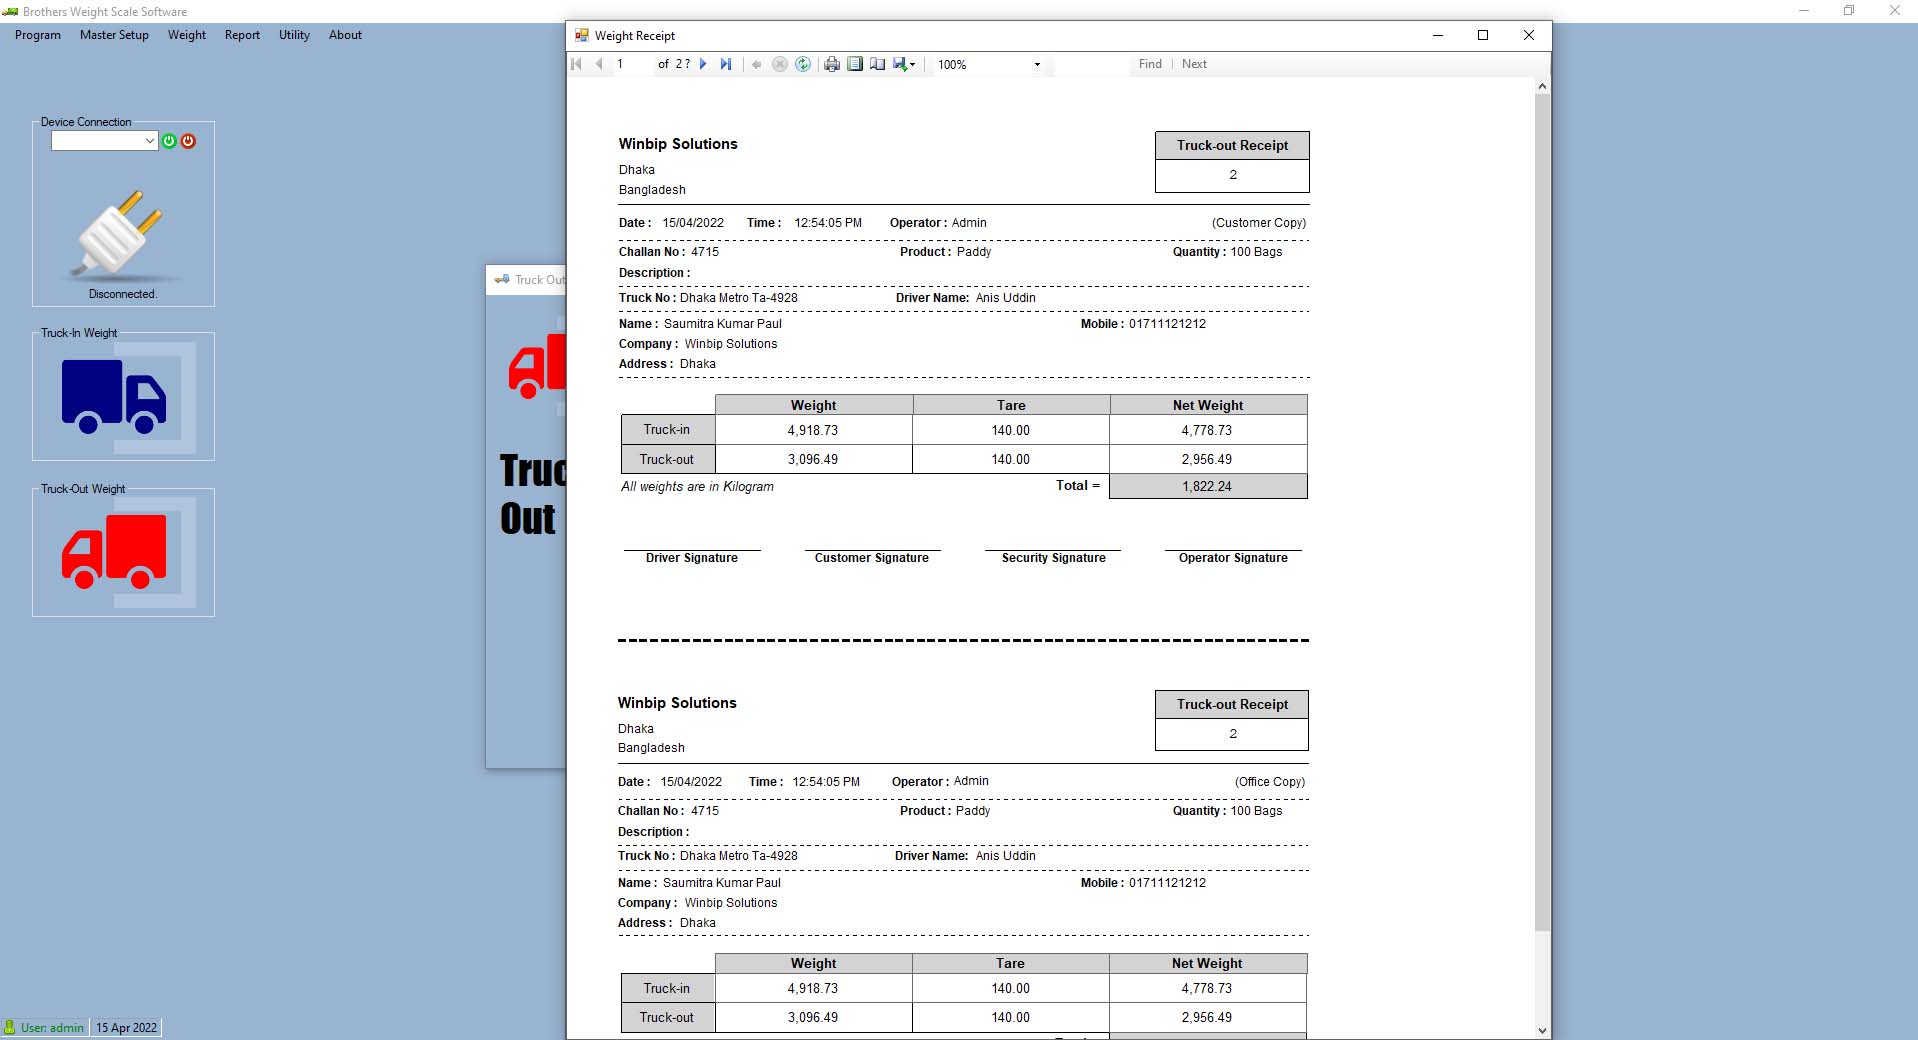 Brothers Weight Scale Software
Program Master Setup Weight Report Utility About
Device Connection
Disconnected.
Truck-In Weight
Truck-Out Weight
User: admin 15 Apr 2022
Truck Out
Truc
Out
Weight Receipt
1 of 2 ? 100% Find | Next
Winbip Solutions
Dhaka
Bangladesh
Truck-out Receipt
2
Date : 15/04/2022 Time : 12:54:05 PM Operator : Admin (Customer Copy)
Challan No : 4715 Product : Paddy Quantity : 100 Bags
Description :
Truck No : Dhaka Metro Ta-4928 Driver Name: Anis Uddin
Name : Saumitra Kumar Paul Mobile : 01711121212
Company : Winbip Solutions
Address : Dhaka
Weight Tare Net Weight
Truck-in 4,918.73 140.00 4,778.73
Truck-out 3,096.49 140.00 2,956.49
All weights are in Kilogram Total = 1,822.24
Driver Signature Customer Signature Security Signature Operator Signature
Winbip Solutions
Dhaka
Bangladesh
Truck-out Receipt
2
Date : 15/04/2022 Time : 12:54:05 PM Operator : Admin (Office Copy)
Challan No : 4715 Product : Paddy Quantity : 100 Bags
Description :
Truck No : Dhaka Metro Ta-4928 Driver Name: Anis Uddin
Name : Saumitra Kumar Paul Mobile : 01711121212
Company : Winbip Solutions
Address : Dhaka
Weight Tare Net Weight
Truck-in 4,918.73 140.00 4,778.73
Truck-out 3,096.49 140.00 2,956.49